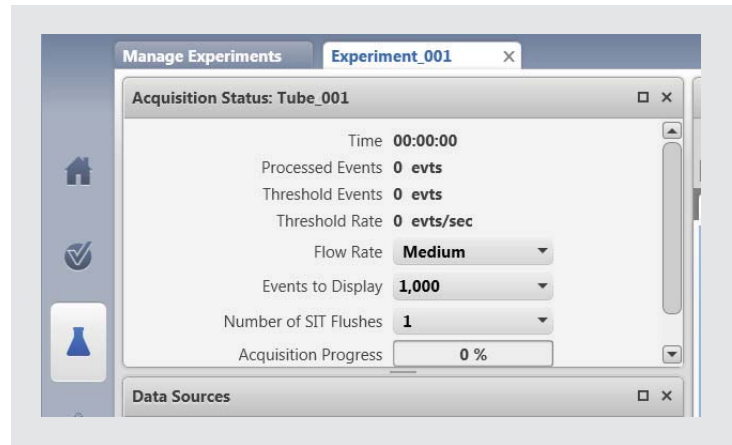 Manage Experiments Experiment_001
Acquisition Status: Tube_001
Time 00:00:00
Processed Events 0 evts
Threshold Events 0 evts
Threshold Rate 0 evts/sec
Flow Rate Medium
Events to Display 1,000
Number of SIT Flushes 1
Acquisition Progress 0 %
Data Sources